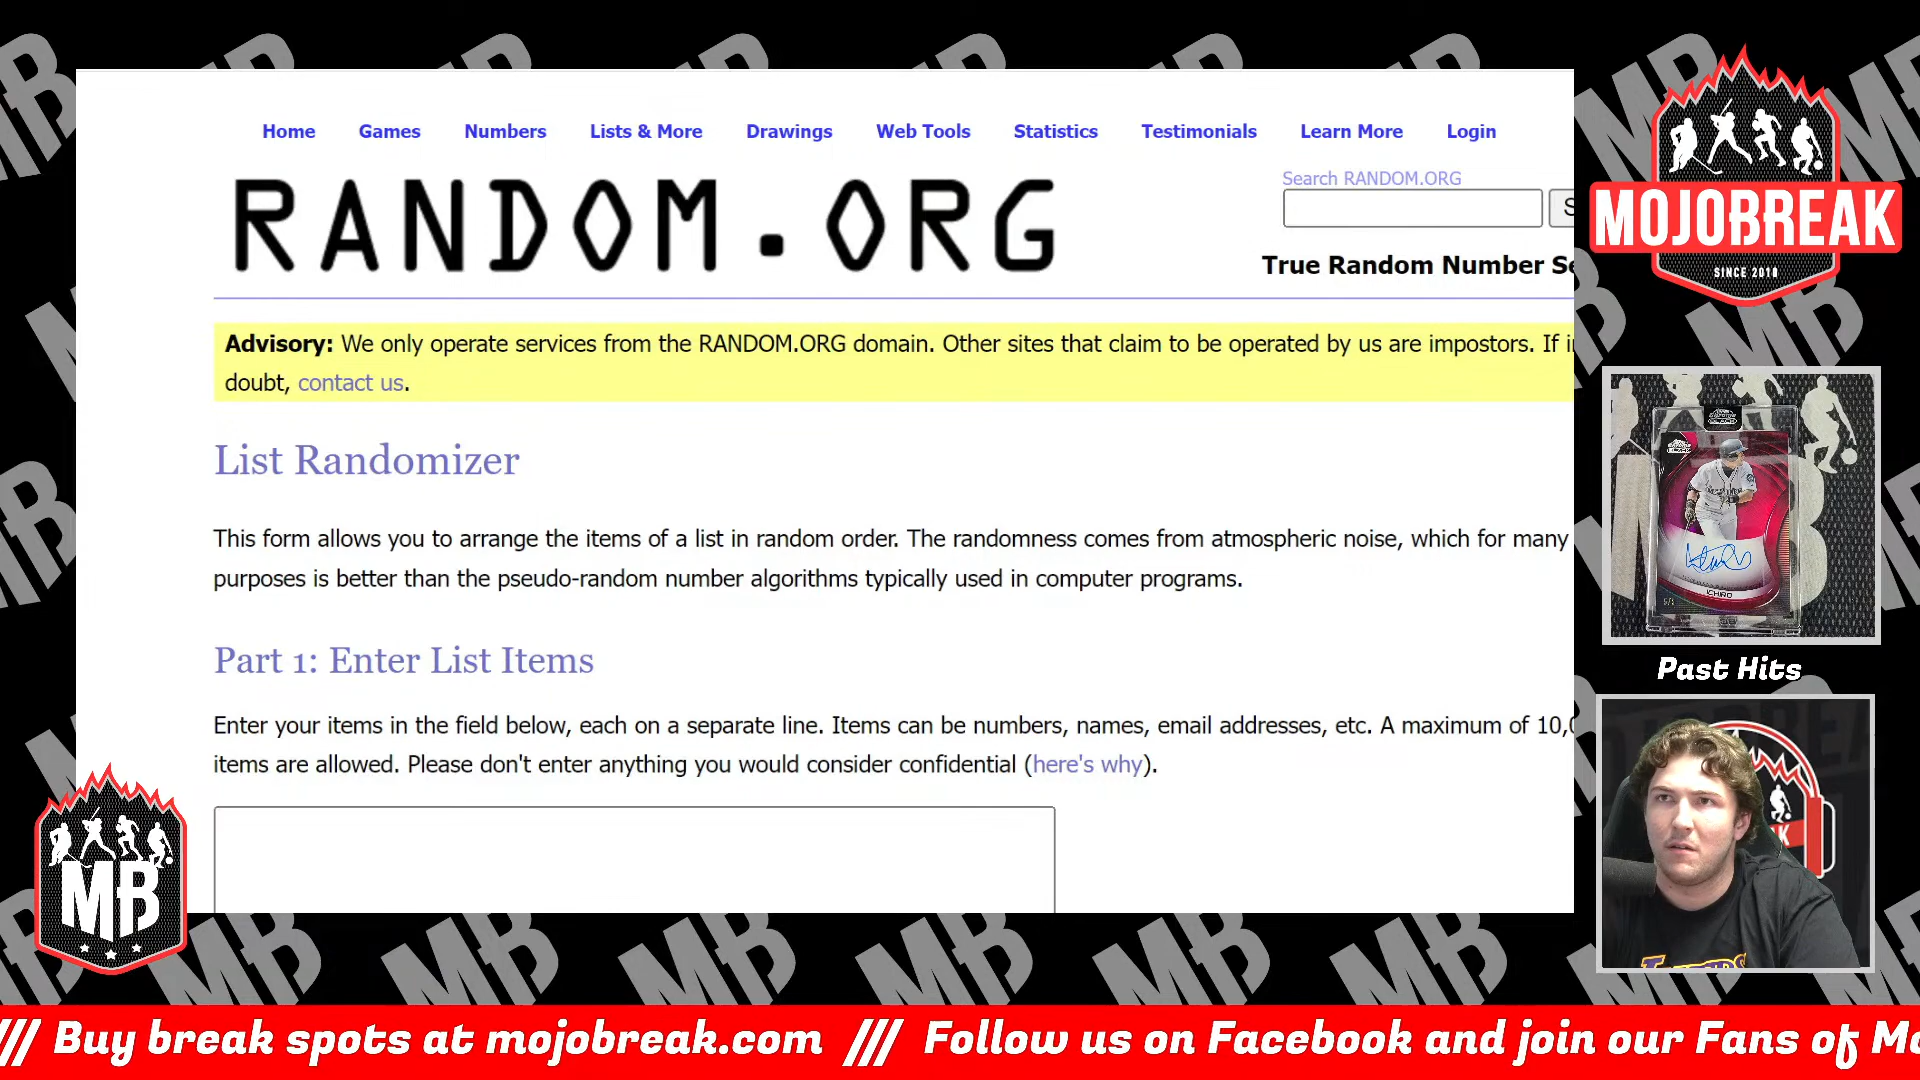 Home Games Numbers Lists & More Drawings Web Tools Statistics Testimonials Learn More Login
RANDOM.ORG
Search RANDOM.ORG
True Random Number Se
Advisory: We only operate services from the RANDOM.ORG domain. Other sites that claim to be operated by us are impostors. If in
doubt, contact us.
List Randomizer
This form allows you to arrange the items of a list in random order. The randomness comes from atmospheric noise, which for many
purposes is better than the pseudo-random number algorithms typically used in computer programs.
Part 1: Enter List Items
Enter your items in the field below, each on a separate line. Items can be numbers, names, email addresses, etc. A maximum of 10,0
items are allowed. Please don't enter anything you would consider confidential (here's why).
MOJOBREAK
SINCE 2010
ICHIRO
Past Hits
MB
/// Buy break spots at mojobreak.com /// Follow us on Facebook and join our Fans of Mo